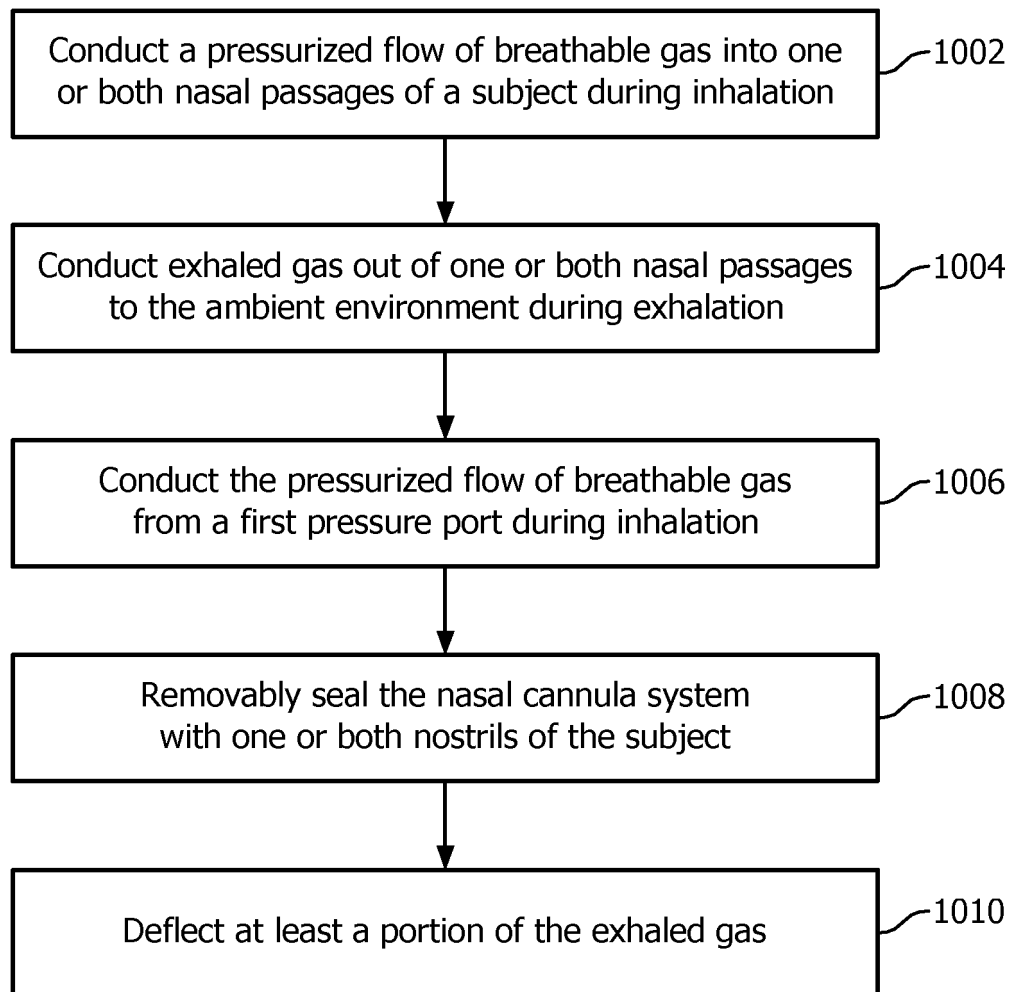 Conduct a pressurized flow of breathable gas into one
or both nasal passages of a subject during inhalation
1002
Conduct exhaled gas out of one or both nasal passages
to the ambient environment during exhalation
1004
Conduct the pressurized flow of breathable gas
from a first pressure port during inhalation
1006
Removably seal the nasal cannula system
with one or both nostrils of the subject
1008
Deflect at least a portion of the exhaled gas
1010